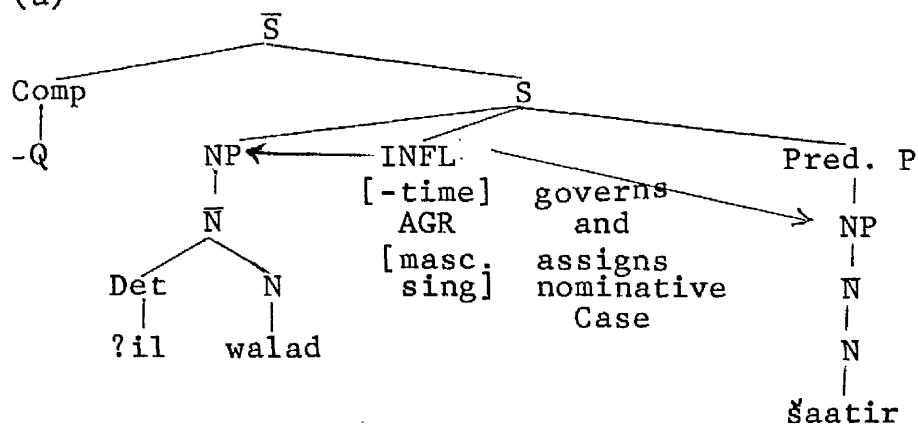 (a)
S̅
Comp S
-Q NP INFL Pred. P
[-time] governs
N̅ AGR and NP
[masc. assigns
Det N sing] nominative N̅
Case
?il walad N
šaatir